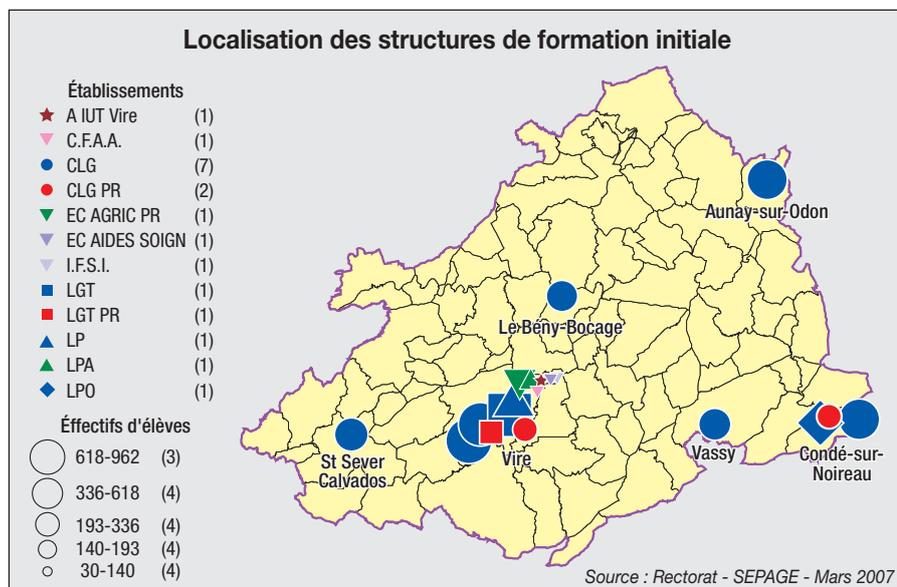 Localisation des structures de formation initiale
Établissements
A IUT Vire (1)
C.F.A.A. (1)
CLG (7)
CLG PR (2)
EC AGRIC PR (1)
EC AIDES SOIGN (1)
I.F.S.I. (1)
LGT (1)
LGT PR (1)
LP (1)
LPA (1)
LPO (1)
Effectifs d'élèves
618-962 (3)
336-618 (4)
193-336 (4)
140-193 (4)
30-140 (4)
Aunay-sur-Odon
Le Bény-Bocage
St Sever
Calvados
Vire
Vassy
Condé-sur-
Noireau
Source : Rectorat - SEPAGE - Mars 2007